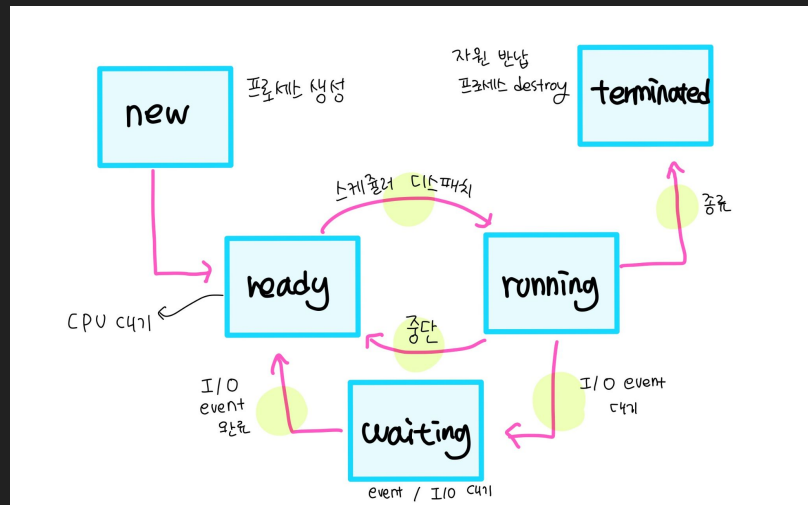 new
프로세스 생성
자원 반납
프로세스 destroy
terminated
스케줄러 디스패치
종료
ready
running
CPU 대기
중단
I/O
event
완료
I/O event
대기
waiting
event / I/O 대기